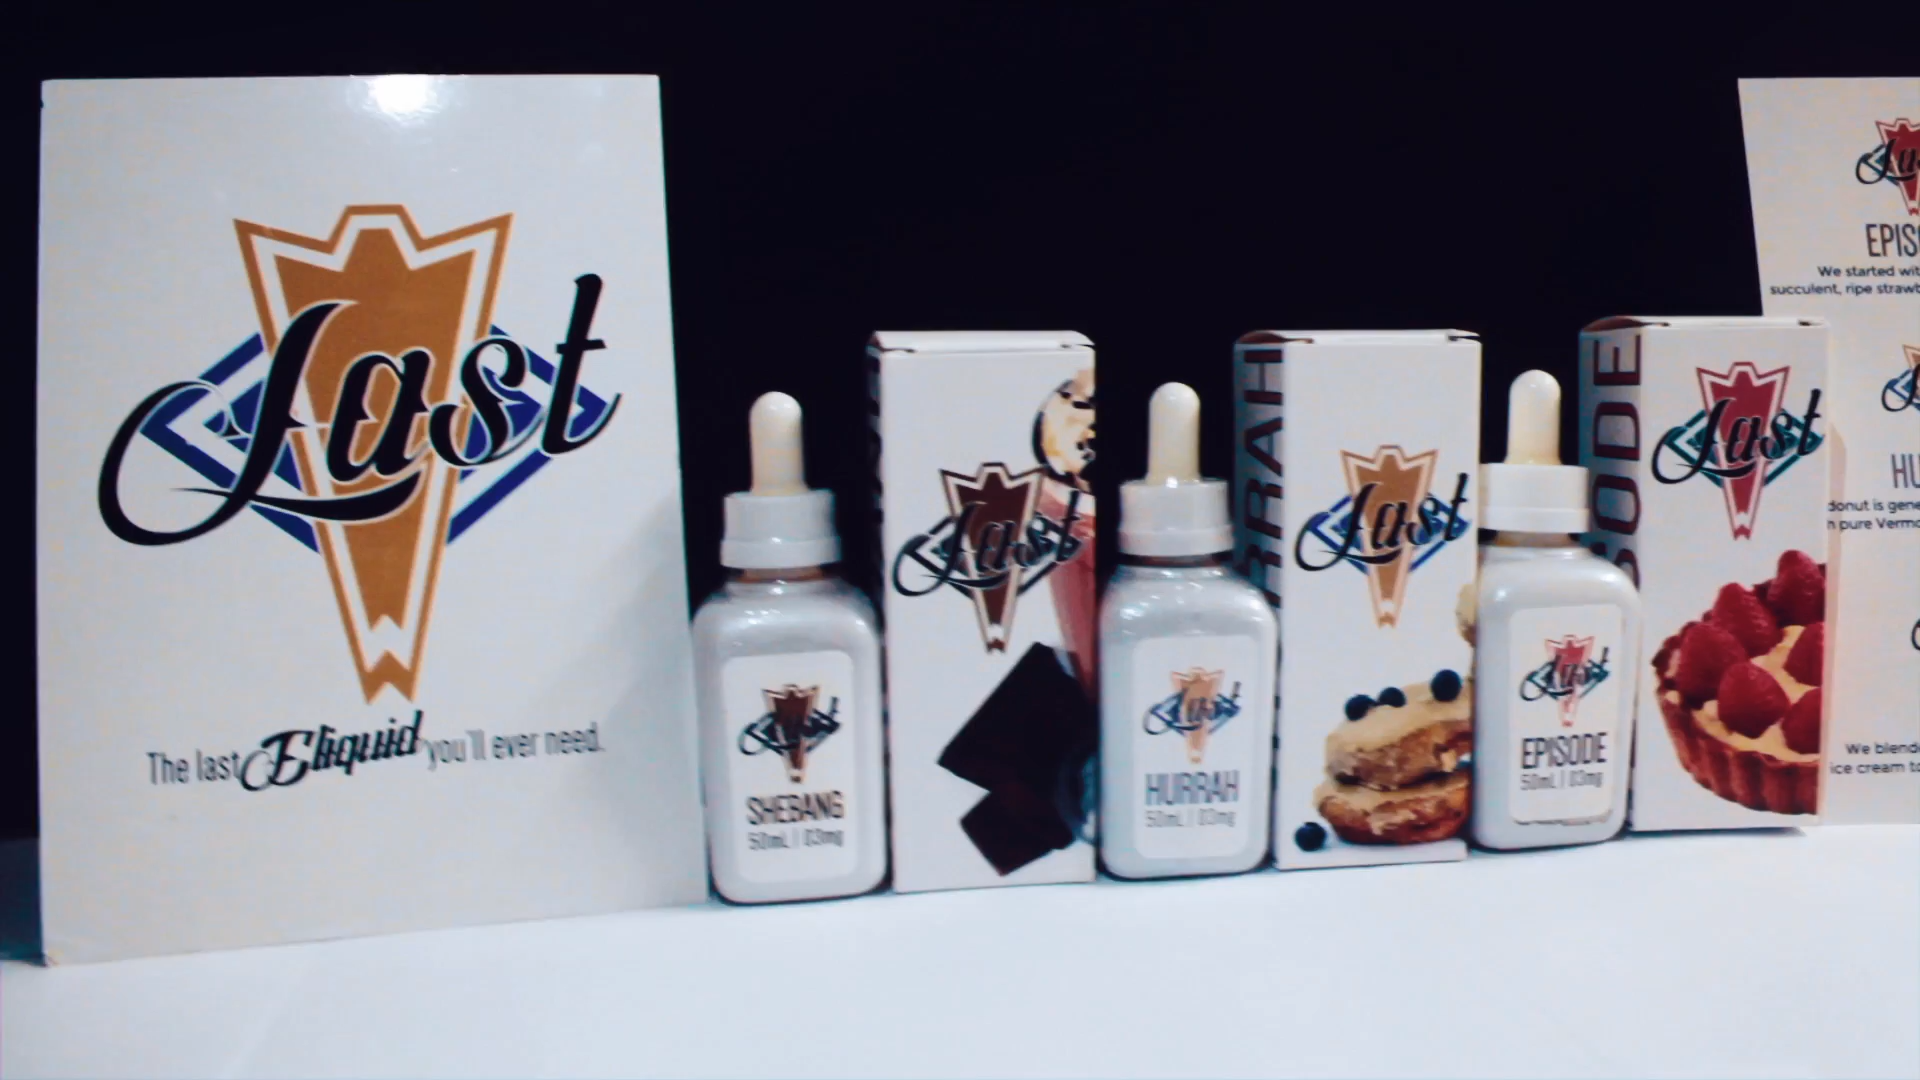 Last
The last Eliquid you'll ever need.
Last
SHEBANG
50mL | 03mg
Last
Last
HURRAH
50mL | 03mg
RRAH
Last
Last
EPISODE
50mL | 03mg
SODE
Last
EPIS
We started wit
succulent, ripe strawb
HU
donut is gene
n pure Vermo
We blende
ice cream to